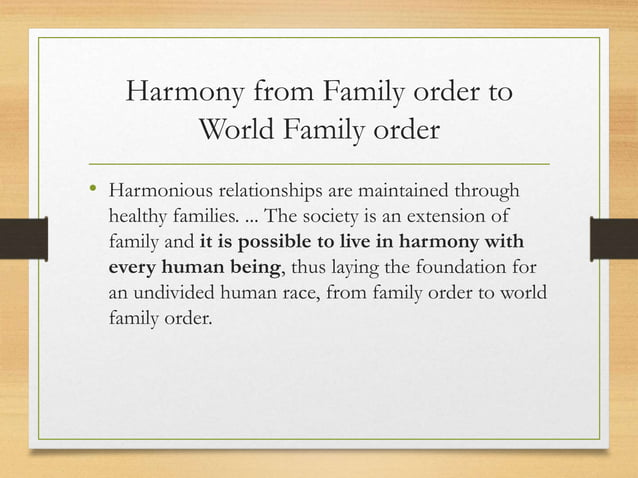 Harmony from Family order to
World Family order
• Harmonious relationships are maintained through
healthy families. ... The society is an extension of
family and it is possible to live in harmony with
every human being, thus laying the foundation for
an undivided human race, from family order to world
family order.